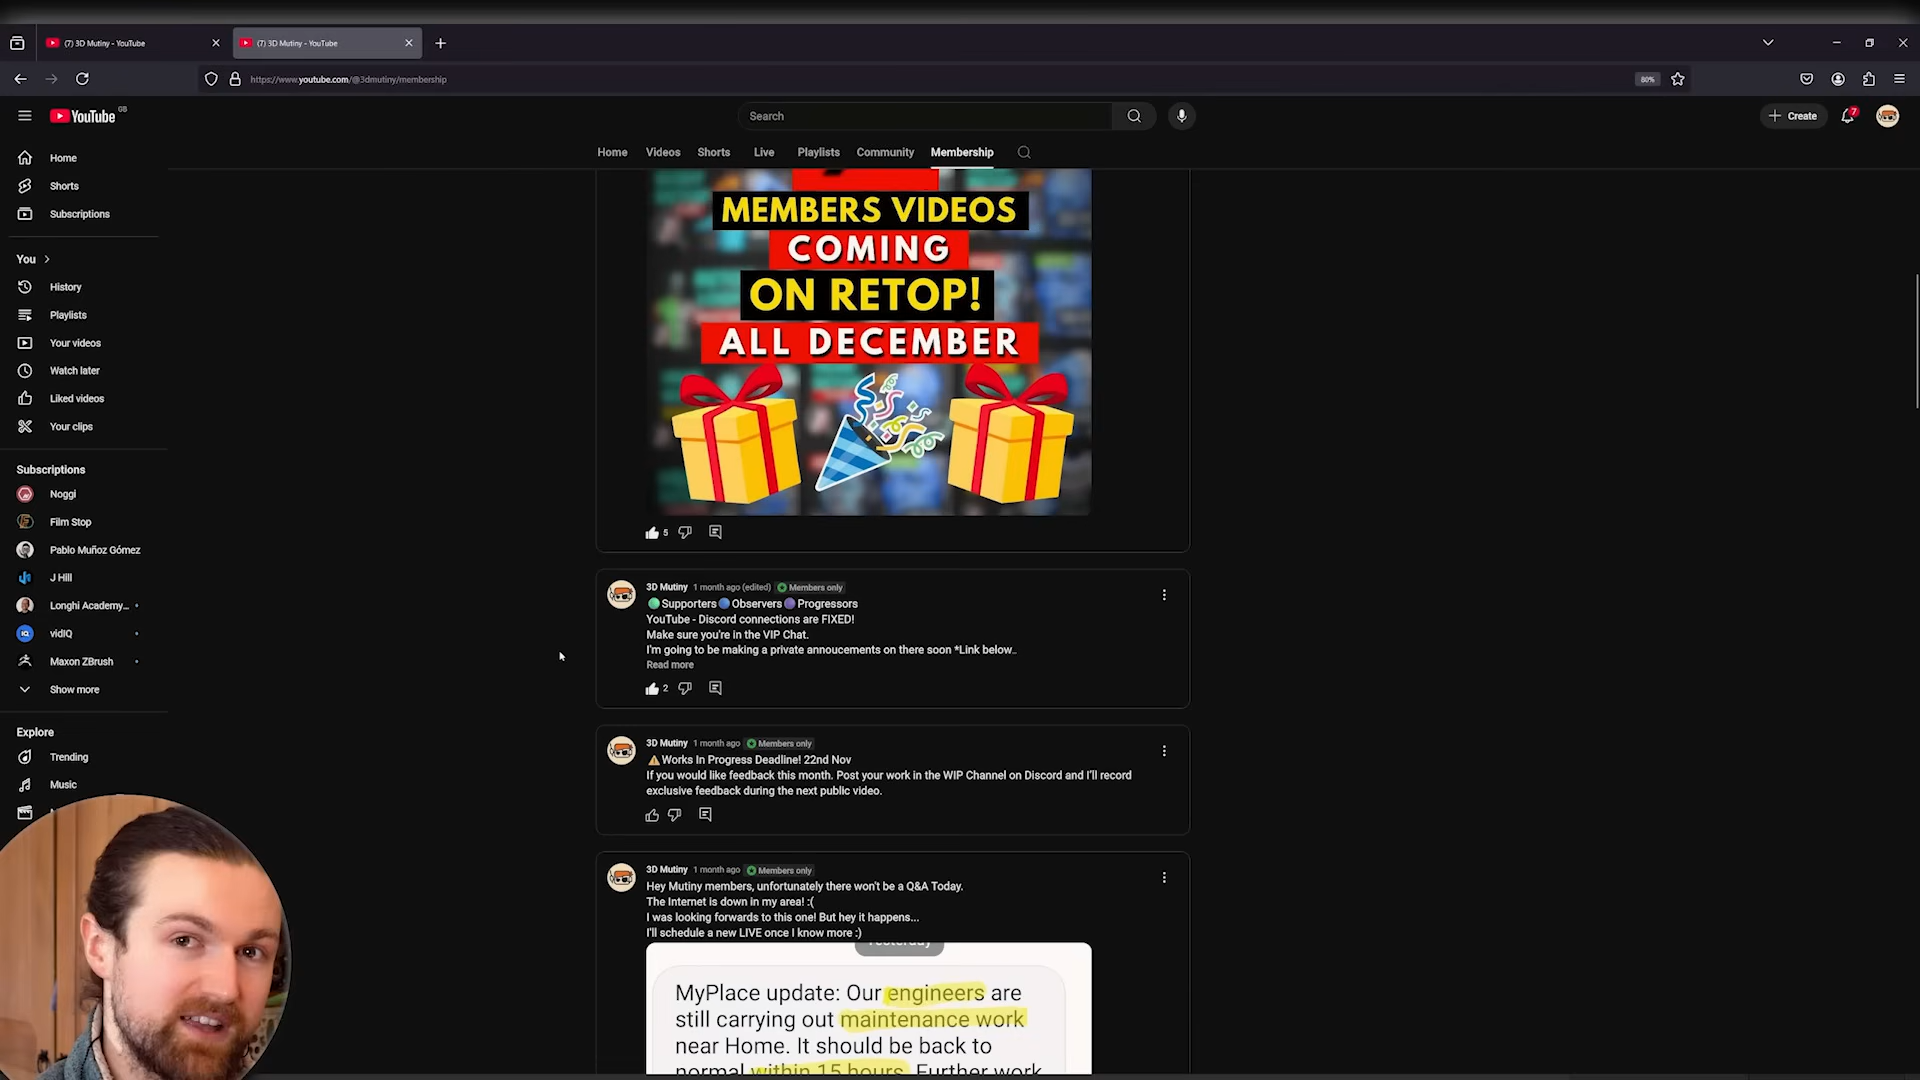 (7) 3D Mutiny - YouTube
(7) 3D Mutiny - YouTube
https://www.youtube.com/@3dmutiny/membership
80%
YouTube GB
Search
Create
7
Home
Videos
Shorts
Live
Playlists
Community
Membership
Home
Shorts
Subscriptions
You
History
Playlists
Your videos
Watch later
Liked videos
Your clips
Subscriptions
Noggi
Film Stop
Pablo Muñoz Gómez
J Hill
Longhi Academy...
vidIQ
Maxon ZBrush
Show more
Explore
Trending
Music
MEMBERS VIDEOS
COMING
ON RETOP!
ALL DECEMBER
5
3D Mutiny 1 month ago (edited) Members only
Supporters Observers Progressors
YouTube - Discord connections are FIXED!
Make sure you're in the VIP Chat.
I'm going to be making a private annoucements on there soon *Link below..
Read more
2
3D Mutiny 1 month ago Members only
Works In Progress Deadline! 22nd Nov
If you would like feedback this month. Post your work in the WIP Channel on Discord and I'll record
exclusive feedback during the next public video.
3D Mutiny 1 month ago Members only
Hey Mutiny members, unfortunately there won't be a Q&A Today.
The Internet is down in my area! :(
I was looking forwards to this one! But hey it happens...
I'll schedule a new LIVE once I know more :)
Yesterday
MyPlace update: Our engineers are
still carrying out maintenance work
near Home. It should be back to
normal within 15 hours. Further work